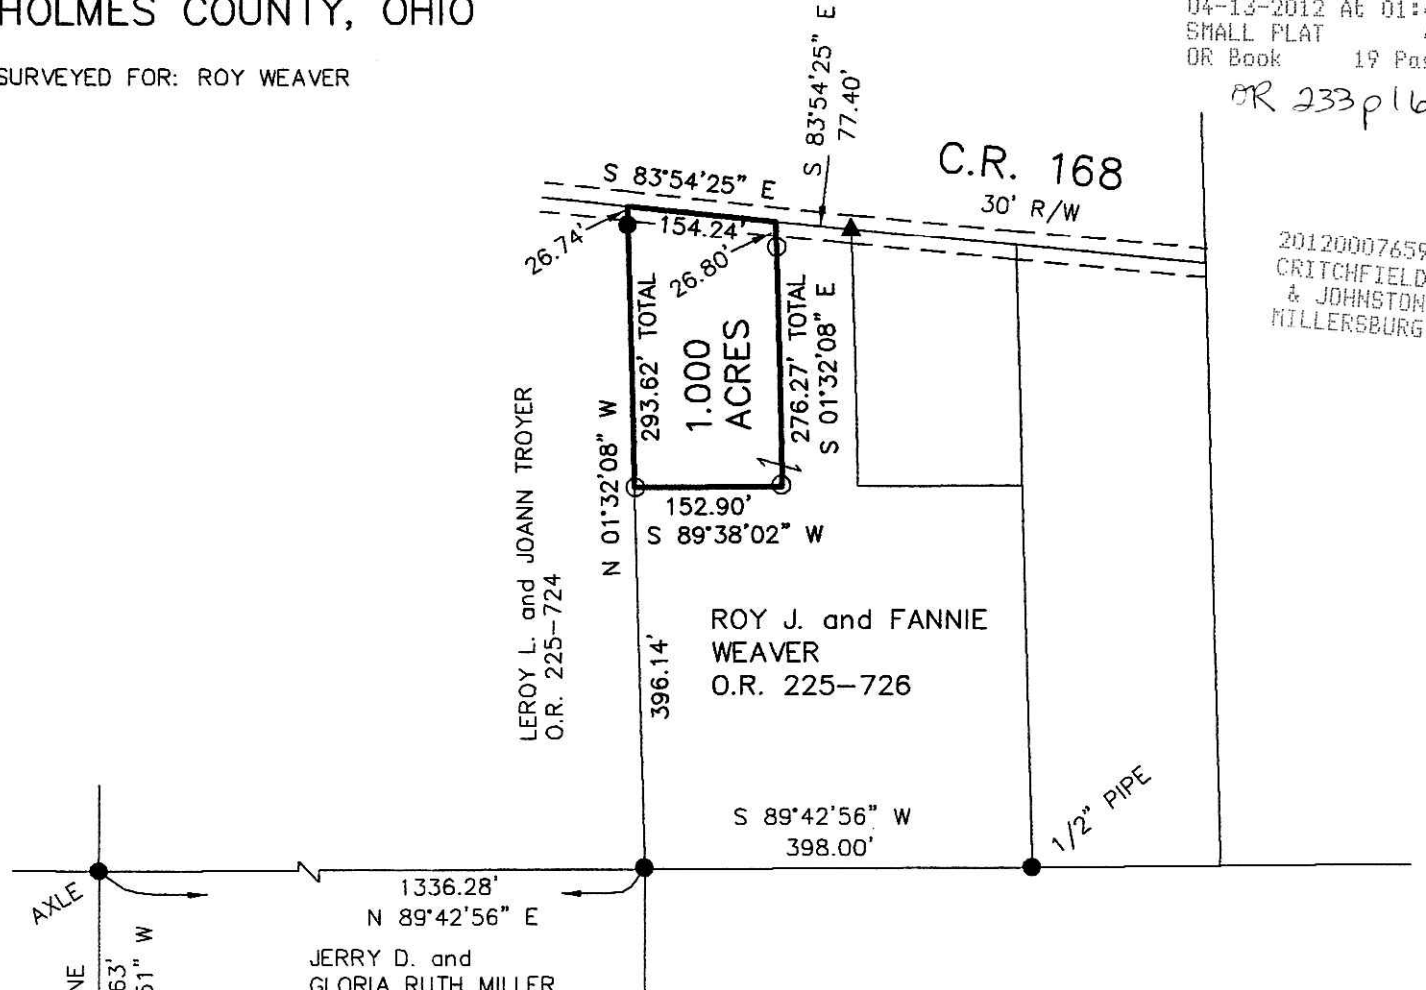 HOLMES COUNTY, OHIO
SURVEYED FOR: ROY WEAVER
04-13-2012 At
SMALL PLAT
OR Book 19
OR 233 p
S 83°54'25" E
77.40'
C.R. 168
30' R/W
S 83°54'25" E
154.24'
26.74'
26.80'
201200007659
CRITCHFIELD
& JOHNSTON
MILLERSBURG
293.62' TOTAL
N 01°32'08" W
1.000
ACRES
276.27' TOTAL
S 01°32'08" E
152.90'
S 89°38'02" W
LEROY L. and JOANN TROYER
O.R. 225-724
ROY J. and FANNIE
WEAVER
O.R. 225-726
396.14'
S 89°42'56" W
398.00'
1/2" PIPE
AXLE
1336.28'
N 89°42'56" E
JERRY D. and
GLORIA RUTH MILLER